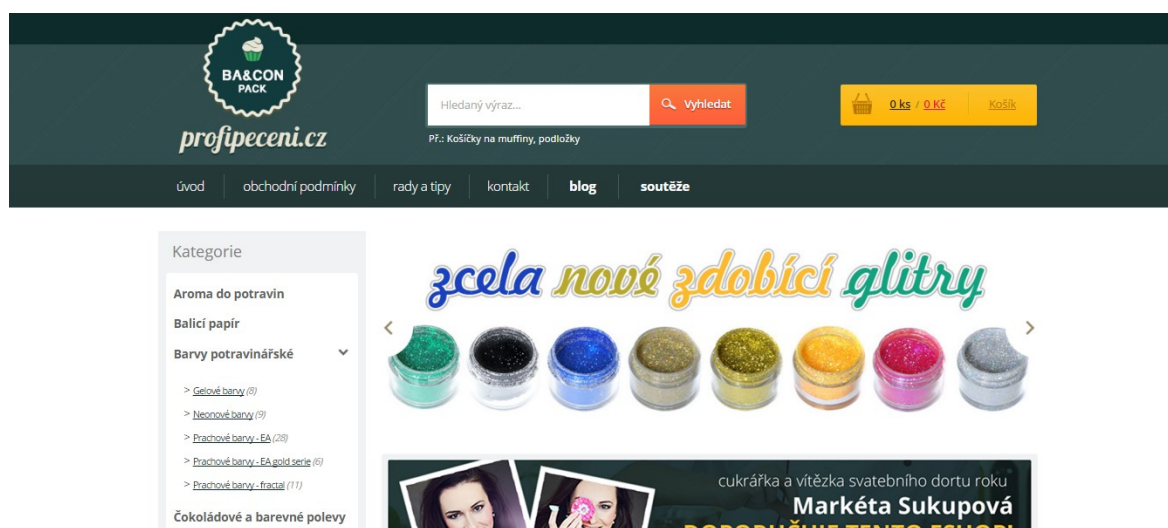 BA&CON
PACK
profipeceni.cz
Hledaný výraz...
Vyhledat
0 ks / 0 Kč Košík
Př.: Košíčky na muffiny, podložky
úvod obchodní podmínky rady a tipy kontakt blog soutěže
Kategorie
Aroma do potravin
Balicí papír
Barvy potravinářské
> Gelové barvy (8)
> Neonové barvy (9)
> Prachové barvy - EA (28)
> Prachové barvy - EA gold serie (6)
> Prachové barvy - fractal (11)
Čokoládové a barevné polevy
zcela nové zdobící glitry
cukrářka a vítězka svatebního dortu roku
Markéta Sukupová
DOPORUČUJE TENTO ESHOP!